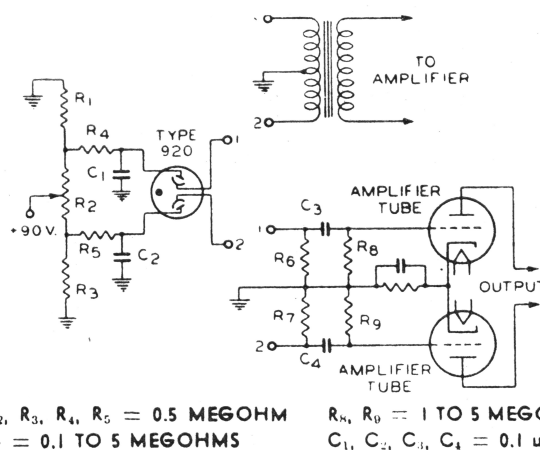 1
TO
AMPLIFIER
2
R1
R4
TYPE
920
1
C1
R2
+90V.
R5
C2
2
R3
AMPLIFIER
TUBE
C3
1
R6
R8
OUTPUT
R7
R9
2
C4
AMPLIFIER
TUBE
R3, R4, R5 = 0.5 MEGOHM
= 0.1 TO 5 MEGOHMS
R8, R9 = 1 TO 5
C1, C2, C3, C4 = 0.1